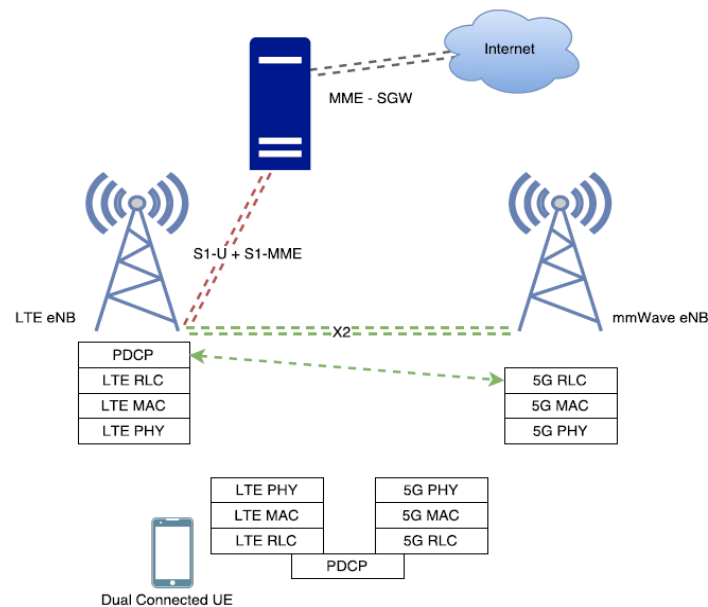 Internet
MME - SGW
S1-U + S1-MME
LTE eNB
X2
mmWave eNB
PDCP
LTE RLC
LTE MAC
LTE PHY
5G RLC
5G MAC
5G PHY
LTE PHY
LTE MAC
LTE RLC
5G PHY
5G MAC
5G RLC
PDCP
Dual Connected UE